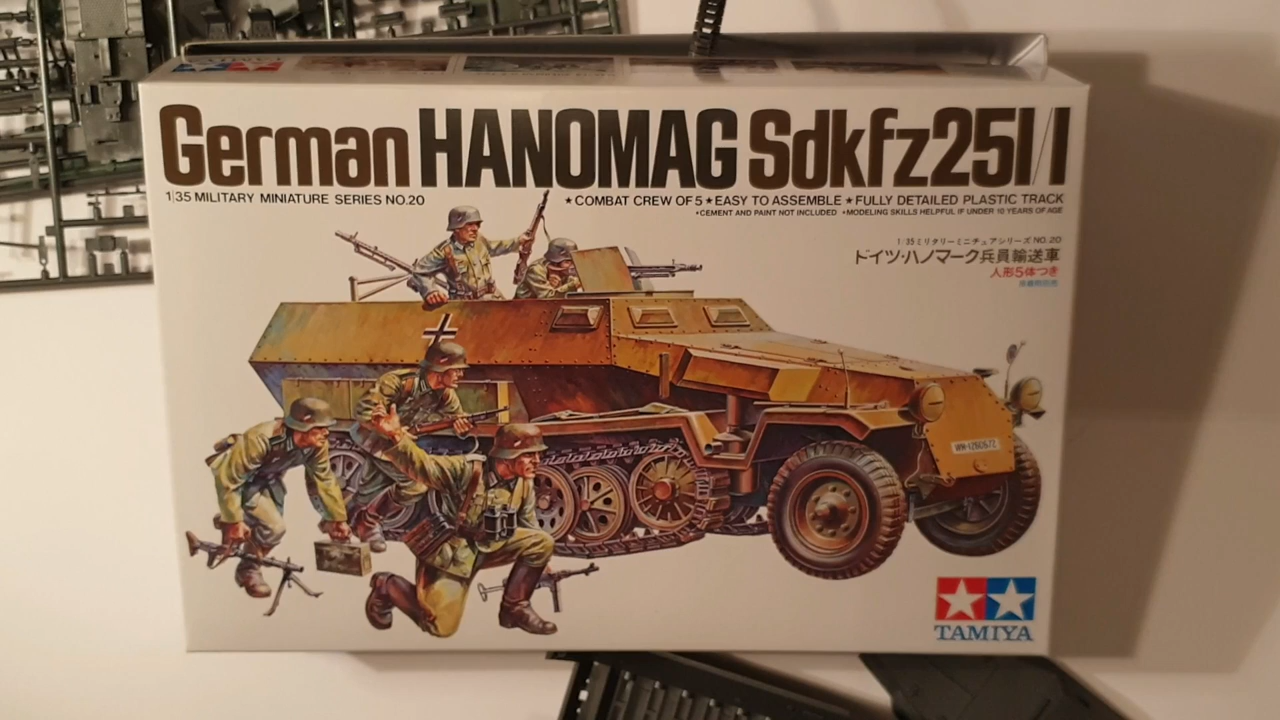 German HANOMAG Sdkfz251/1
1/35 MILITARY MINIATURE SERIES NO.20
★COMBAT CREW OF 5 ★EASY TO ASSEMBLE ★FULLY DETAILED PLASTIC TRACK
•CEMENT AND PAINT NOT INCLUDED •MODELING SKILLS HELPFUL IF UNDER 10 YEARS OF AGE
1/35ミリタリーミニチュアシリーズ NO.20
ドイツ・ハノマーク兵員輸送車
人形5体つき
WH-1260672
TAMIYA